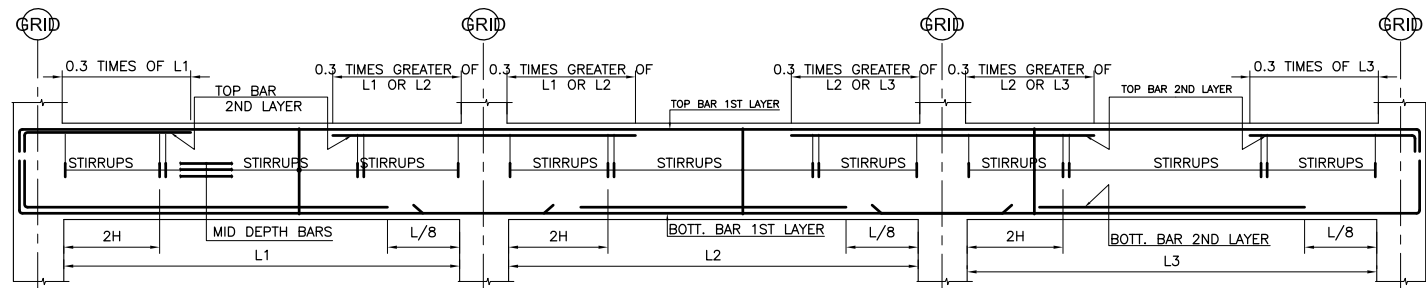 GRID
GRID
GRID
GRID
0.3 TIMES OF L1
0.3 TIMES GREATER OF
L1 OR L2
0.3 TIMES GREATER OF
L1 OR L2
0.3 TIMES GREATER OF
L2 OR L3
0.3 TIMES GREATER OF
L2 OR L3
0.3 TIMES OF L3
TOP BAR
2ND LAYER
TOP BAR 1ST LAYER
TOP BAR 2ND LAYER
STIRRUPS
STIRRUPS
STIRRUPS
STIRRUPS
STIRRUPS
STIRRUPS
STIRRUPS
STIRRUPS
STIRRUPS
2H
MID DEPTH BARS
L/8
2H
BOTT. BAR 1ST LAYER
L/8
2H
BOTT. BAR 2ND LAYER
L/8
L1
L2
L3